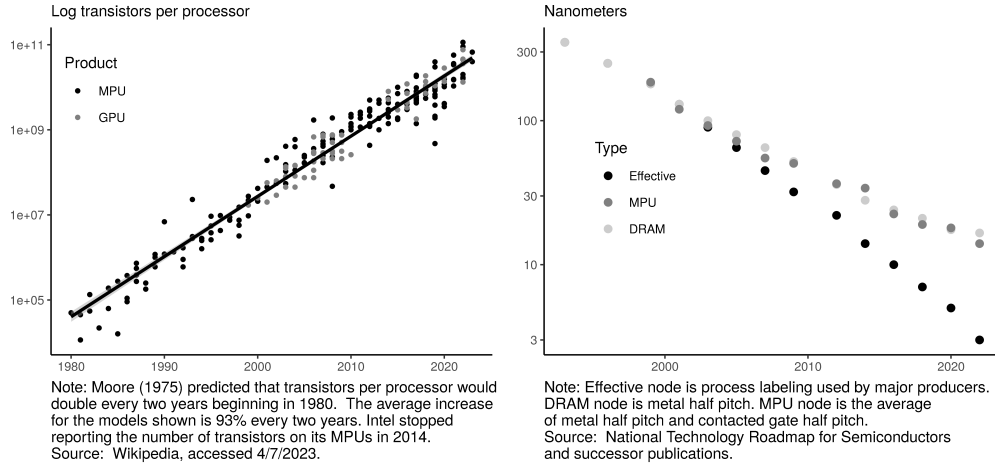 Log transistors per processor
1e+11
1e+09
1e+07
1e+05
Product
MPU
GPU
1980
1990
2000
2010
2020
Note: Moore (1975) predicted that transistors per processor would
double every two years beginning in 1980.  The average increase
for the models shown is 93% every two years. Intel stopped
reporting the number of transistors on its MPUs in 2014.
Source:  Wikipedia, accessed 4/7/2023.
Nanometers
300
100
30
10
3
Type
Effective
MPU
DRAM
2000
2010
2020
Note: Effective node is process labeling used by major producers.
DRAM node is metal half pitch. MPU node is the average
of metal half pitch and contacted gate half pitch.
Source:  National Technology Roadmap for Semiconductors
and successor publications.